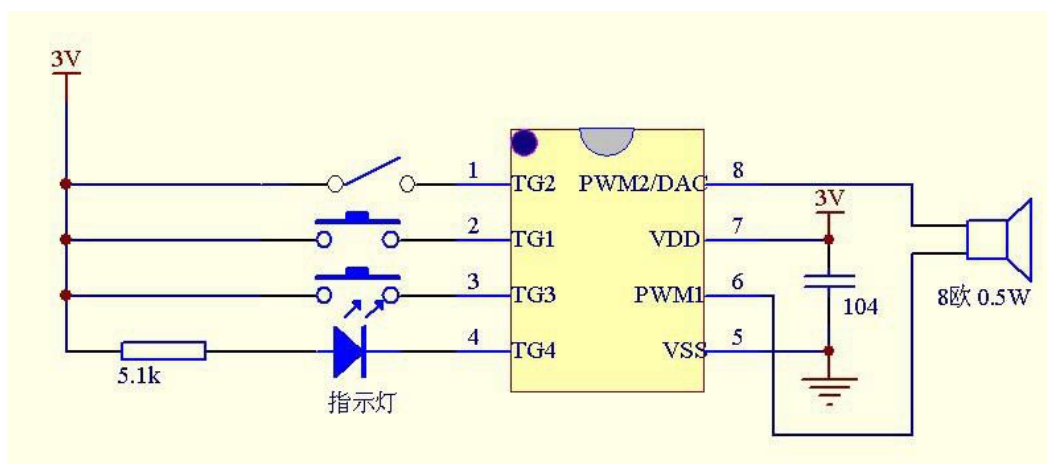 3V
1
TG2
PWM2/DAC
8
2
TG1
VDD
7
3V
3
TG3
PWM1
6
104
8欧 0.5W
4
TG4
VSS
5
5.1k
指示灯